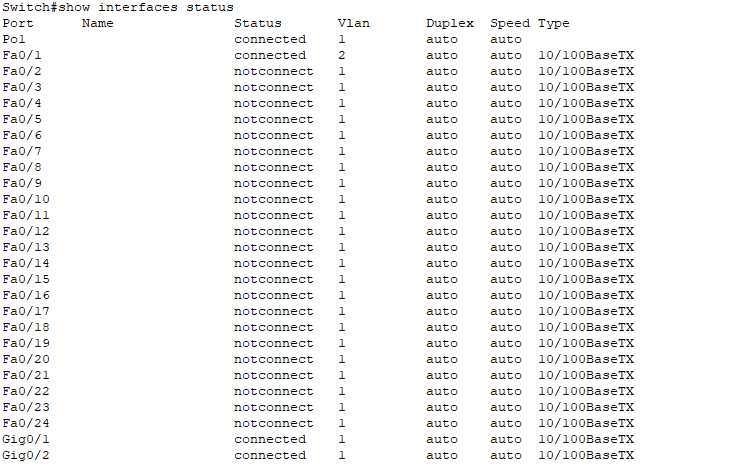 Switch#show interfaces status
Port Name Status Vlan Duplex Speed Type
Po1 connected 1 auto auto
Fa0/1 connected 2 auto auto 10/100BaseTX
Fa0/2 notconnect 1 auto auto 10/100BaseTX
Fa0/3 notconnect 1 auto auto 10/100BaseTX
Fa0/4 notconnect 1 auto auto 10/100BaseTX
Fa0/5 notconnect 1 auto auto 10/100BaseTX
Fa0/6 notconnect 1 auto auto 10/100BaseTX
Fa0/7 notconnect 1 auto auto 10/100BaseTX
Fa0/8 notconnect 1 auto auto 10/100BaseTX
Fa0/9 notconnect 1 auto auto 10/100BaseTX
Fa0/10 notconnect 1 auto auto 10/100BaseTX
Fa0/11 notconnect 1 auto auto 10/100BaseTX
Fa0/12 notconnect 1 auto auto 10/100BaseTX
Fa0/13 notconnect 1 auto auto 10/100BaseTX
Fa0/14 notconnect 1 auto auto 10/100BaseTX
Fa0/15 notconnect 1 auto auto 10/100BaseTX
Fa0/16 notconnect 1 auto auto 10/100BaseTX
Fa0/17 notconnect 1 auto auto 10/100BaseTX
Fa0/18 notconnect 1 auto auto 10/100BaseTX
Fa0/19 notconnect 1 auto auto 10/100BaseTX
Fa0/20 notconnect 1 auto auto 10/100BaseTX
Fa0/21 notconnect 1 auto auto 10/100BaseTX
Fa0/22 notconnect 1 auto auto 10/100BaseTX
Fa0/23 notconnect 1 auto auto 10/100BaseTX
Fa0/24 notconnect 1 auto auto 10/100BaseTX
Gig0/1 connected 1 auto auto 10/100BaseTX
Gig0/2 connected 1 auto auto 10/100BaseTX